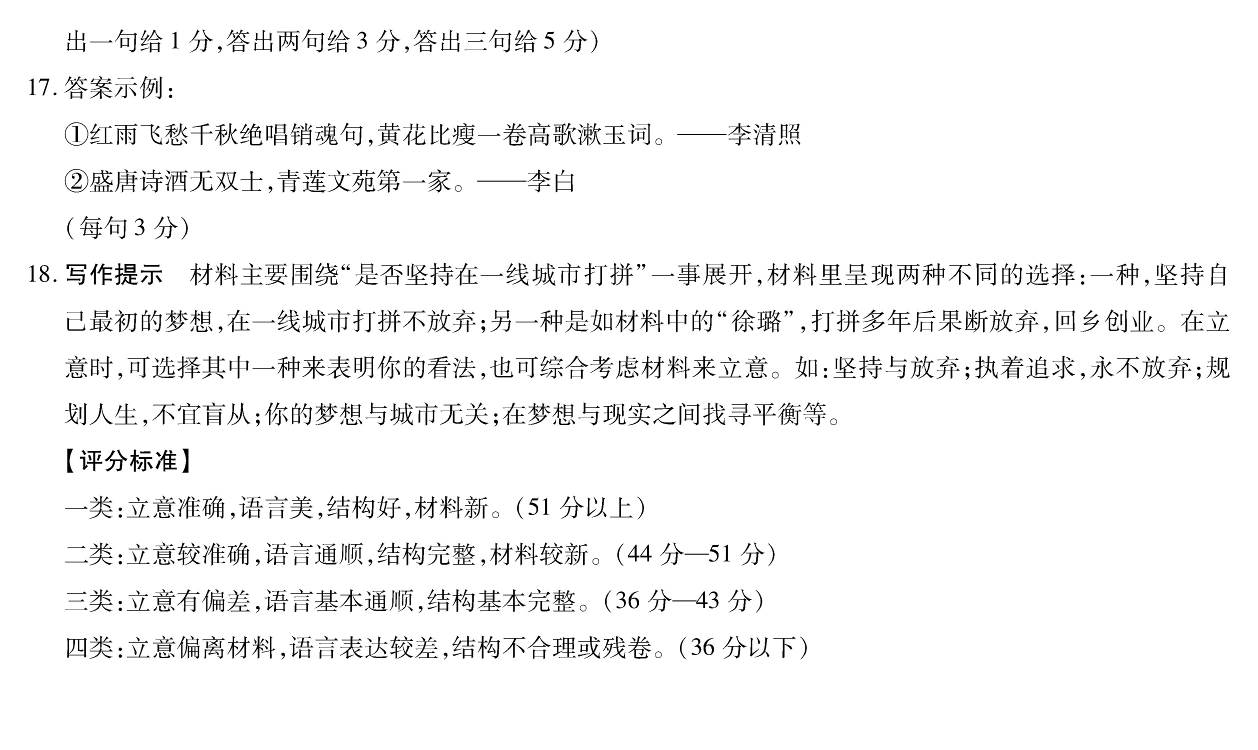 出一句给 1 分,答出两句给 3 分,答出三句给 5 分)
17. 答案示例:
①红雨飞愁千秋绝唱销魂句,黄花比瘦一卷高歌漱玉词。——李清照
②盛唐诗酒无双士,青莲文苑第一家。——李白
(每句 3 分)
18. 写作提示 材料主要围绕“是否坚持在一线城市打拼”一事展开,材料里呈现两种不同的选择:一种,坚持自
己最初的梦想,在一线城市打拼不放弃;另一种是如材料中的“徐璐”,打拼多年后果断放弃,回乡创业。在立
意时,可选择其中一种来表明你的看法,也可综合考虑材料来立意。如:坚持与放弃;执着追求,永不放弃;规
划人生,不宜盲从;你的梦想与城市无关;在梦想与现实之间找寻平衡等。
【评分标准】
一类:立意准确,语言美,结构好,材料新。(51 分以上)
二类:立意较准确,语言通顺,结构完整,材料较新。(44 分—51 分)
三类:立意有偏差,语言基本通顺,结构基本完整。(36 分—43 分)
四类:立意偏离材料,语言表达较差,结构不合理或残卷。(36 分以下)